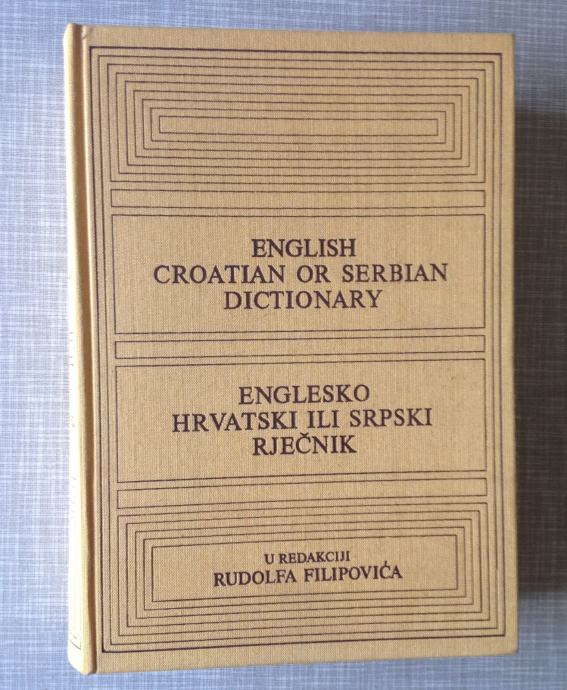 ENGLISH
CROATIAN OR SERBIAN
DICTIONARY
ENGLESKO
HRVATSKI ILI SRPSKI
RJEČNIK
U REDAKCIJI
RUDOLFA FILIPOVIĆA